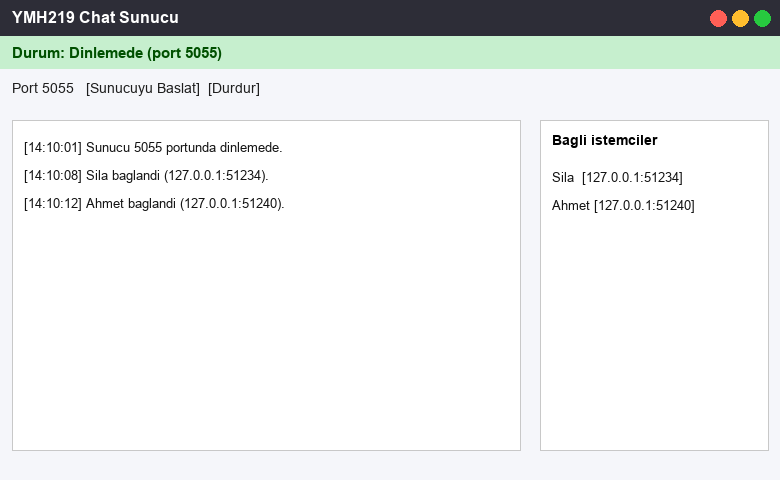 YMH219 Chat Sunucu
Durum: Dinlemede (port 5055)
Port 5055   [Sunucuyu Baslat]  [Durdur]
[14:10:01] Sunucu 5055 portunda dinlemede.
[14:10:08] Sila baglandi (127.0.0.1:51234).
[14:10:12] Ahmet baglandi (127.0.0.1:51240).
Bagli istemciler
Sila  [127.0.0.1:51234]
Ahmet [127.0.0.1:51240]